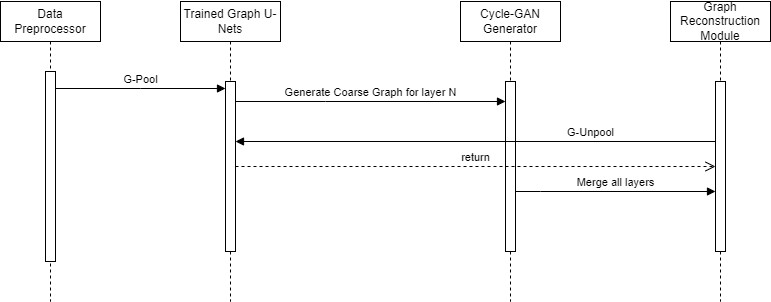 Data
Preprocessor
Trained Graph U-
Nets
Cycle-GAN
Generator
Graph
Reconstruction
Module
G-Pool
Generate Coarse Graph for layer N
G-Unpool
return
Merge all layers